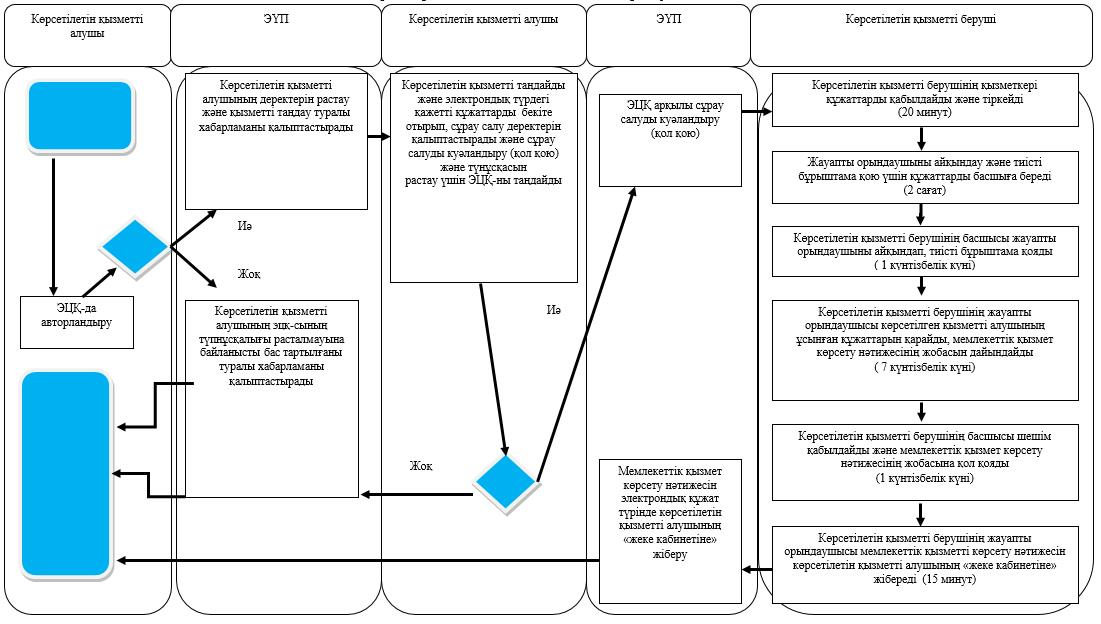 Көрсетілетін қызметті
алушы
ЭҮП
Көрсетілетін қызметті алушы
ЭҮП
Көрсетілетін қызметті беруші
ЭЦҚ-да
авторландыру
Көрсетілетін қызметті
алушының деректерін растау
және қызметті таңдау туралы
хабарламаны қалыптастырады
Иә
Жоқ
Көрсетілетін қызметті
алушының эцқ-сының
түпнұсқалығы расталмауына
байланысты бас тартылғаны
туралы хабарламаны
қалыптастырады
Көрсетілетін қызметті таңдайды
және электрондық түрдегі
қажетті құжаттарды бекіте
отырып, сұрау салу деректерін
қалыптастырады және сұрау
салуды куәландыру (қол қою)
және түпнұсқасын
растау үшін ЭЦҚ-ны таңдайды
Иә
Жоқ
ЭЦҚ арқылы сұрау
салуды куәландыру
(қол қою)
Мемлекеттік қызмет
көрсету нәтижесін
электрондық құжат
түрінде көрсетілетін
қызметті алушының
«жеке кабинетіне»
жіберу
Көрсетілетін қызметті берушінің қызметкері
құжаттарды қабылдайды және тіркейді
(20 минут)
Жауапты орындаушыны айқындау және тиісті
бұрыштама қою үшін құжаттарды басшыға береді
(2 сағат)
Көрсетілетін қызметті берушінің басшысы жауапты
орындаушыны айқындап, тиісті бұрыштама қояды
( 1 күнтізбелік күні)
Көрсетілетін қызметті берушінің жауапты
орындаушысы көрсетілген қызметті алушының
ұсынған құжаттарын қарайды, мемлекеттік қызмет
көрсету нәтижесінің жобасын дайындайды
( 7 күнтізбелік күні)
Көрсетілетін қызметті берушінің басшысы шешім
қабылдайды және мемлекеттік қызмет көрсету
нәтижесінің жобасына қол қояды
(1 күнтізбелік күні)
Көрсетілетін қызметті берушінің жауапты
орындаушысы мемлекеттік қызметті көрсету нәтижесін
көрсетілетін қызметті алушының «жеке кабинетіне»
жібереді (15 минут)